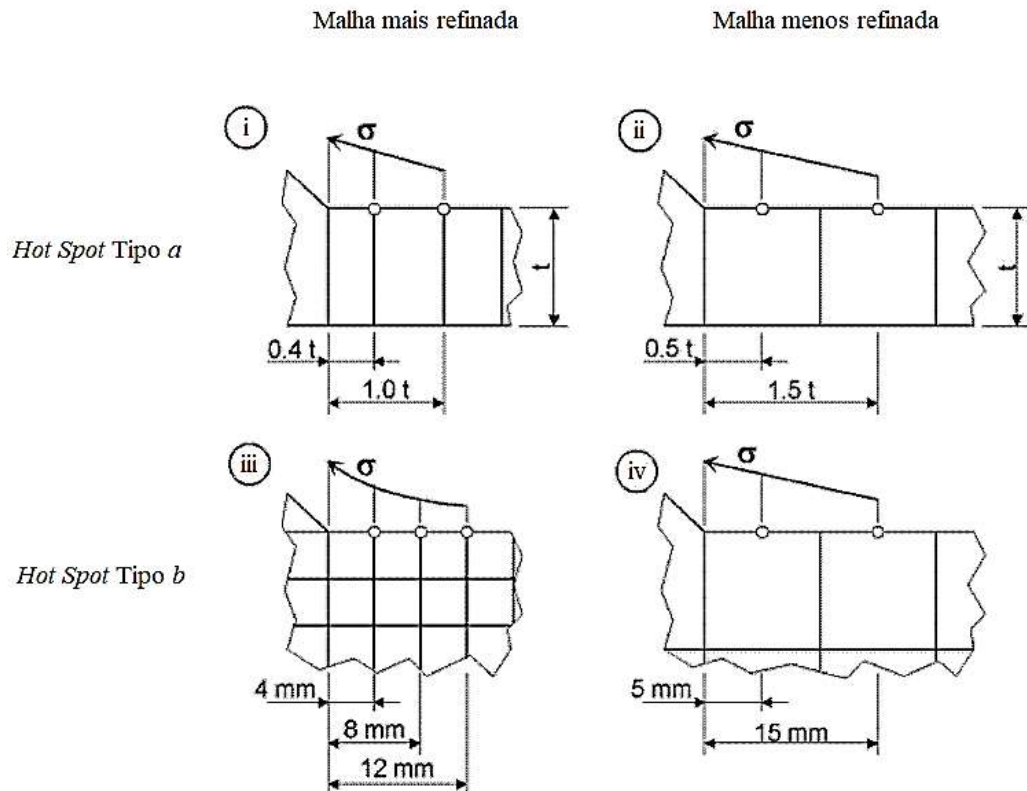 Malha mais refinada
Malha menos refinada
i
σ
ii
σ
Hot Spot Tipo a
t
t
0.4 t
1.0 t
0.5 t
1.5 t
iii
σ
iv
σ
Hot Spot Tipo b
4 mm
8 mm
12 mm
5 mm
15 mm